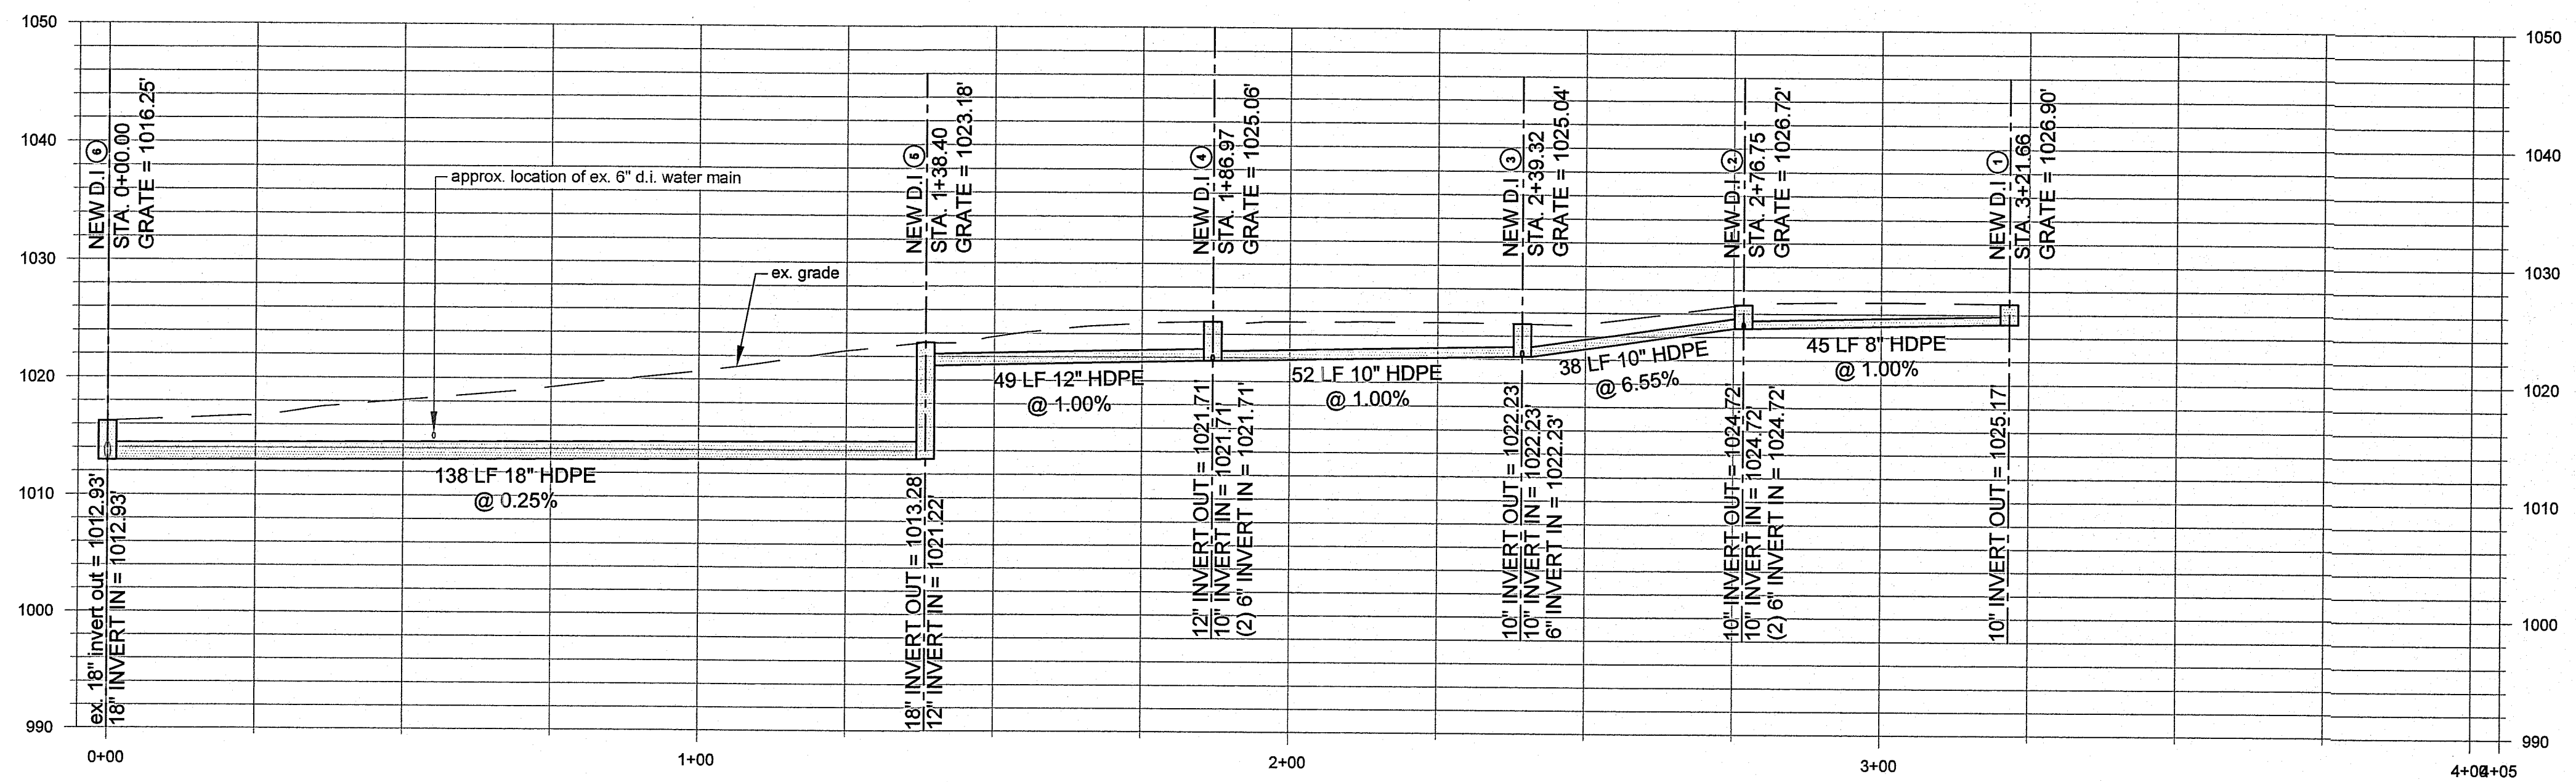 1050
1040
1030
1020
1010
1000
990
1050
1040
1030
1020
1010
1000
990
NEW D.I 6
STA. 0+00.00
GRATE = 1016.25'
NEW D.I 5
STA. 1+38.40
GRATE = 1023.18'
NEW D.I 4
STA. 1+86.97
GRATE = 1025.06'
NEW D.I 3
STA. 2+39.32
GRATE = 1025.04'
NEW D.I 2
STA. 2+76.75
GRATE = 1026.72'
NEW D.I 1
STA. 3+21.66
GRATE = 1026.90'
approx. location of ex. 6" d.i. water main
ex. grade
138 LF 18" HDPE
@ 0.25%
49 LF 12" HDPE
@ 1.00%
52 LF 10" HDPE
@ 1.00%
38 LF 10" HDPE
@ 6.55%
45 LF 8" HDPE
@ 1.00%
ex. 18" invert out = 1012.93'
18" INVERT IN = 1012.93'
18" INVERT OUT = 1013.28'
12" INVERT IN = 1021.22'
12" INVERT OUT = 1021.71'
10" INVERT IN = 1021.71'
(2) 6" INVERT IN = 1021.71'
10" INVERT OUT = 1022.23'
10" INVERT IN = 1022.23'
6" INVERT IN = 1022.23'
10" INVERT OUT = 1024.72'
10" INVERT IN = 1024.72'
(2) 6" INVERT IN = 1024.72'
10" INVERT OUT = 1025.17'
0+00
1+00
2+00
3+00
4+00
4+05